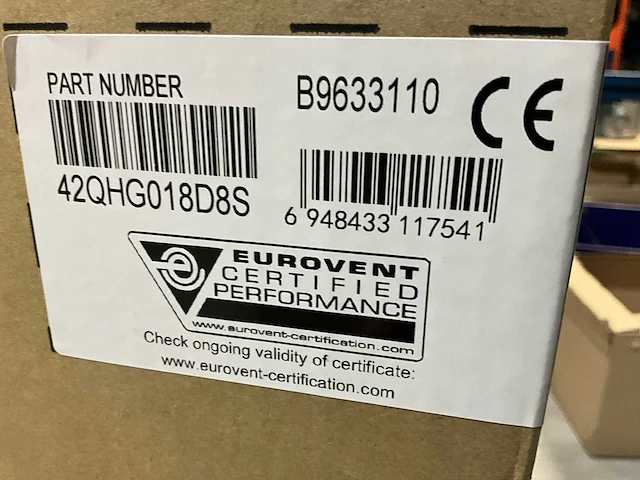 PART NUMBER
B9633110
CE
42QHG018D8S
6 948433 117541
EUROVENT
CERTIFIED
PERFORMANCE
www.eurovent-certification.com
Check ongoing validity of certificate:
www.eurovent-certification.com